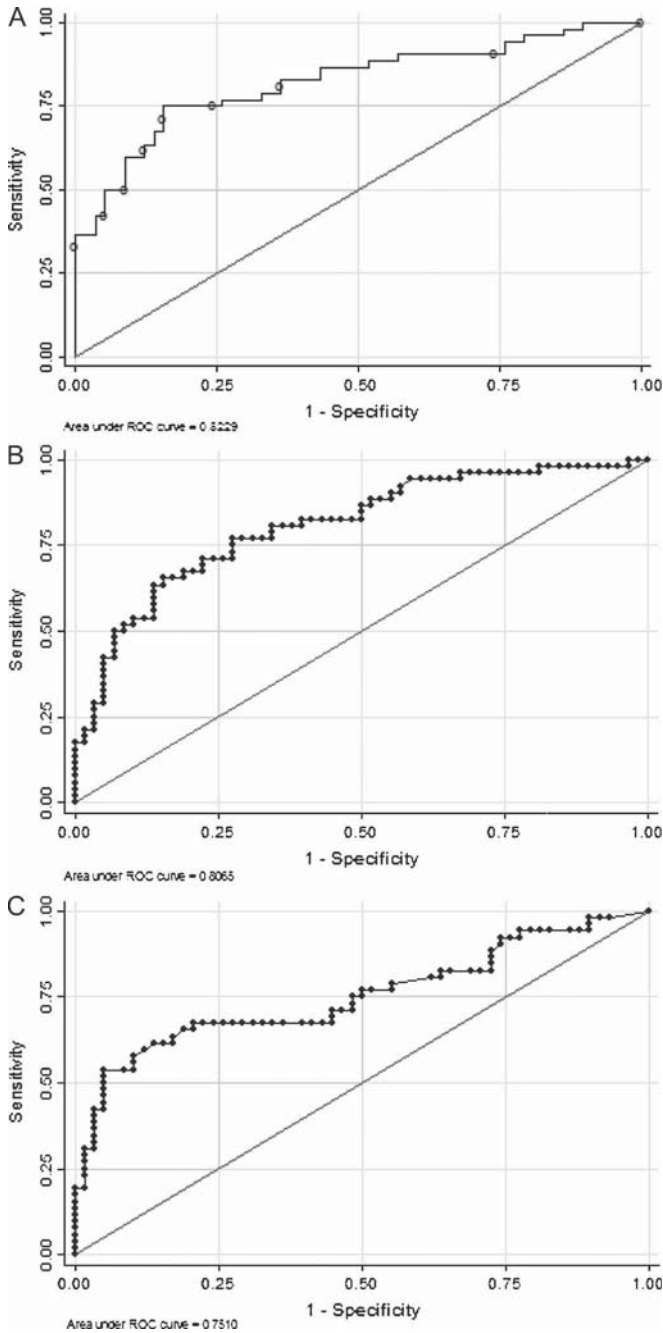 A
1.00
0.75
0.50
0.25
0.00
Sensitivity
0.00 0.25 0.50 0.75 1.00
1 - Specificity
Area under ROC curve = 0.8229
B
1.00
0.75
0.50
0.25
0.00
Sensitivity
0.00 0.25 0.50 0.75 1.00
1 - Specificity
Area under ROC curve = 0.8065
C
1.00
0.75
0.50
0.25
0.00
Sensitivity
0.00 0.25 0.50 0.75 1.00
1 - Specificity
Area under ROC curve = 0.7510